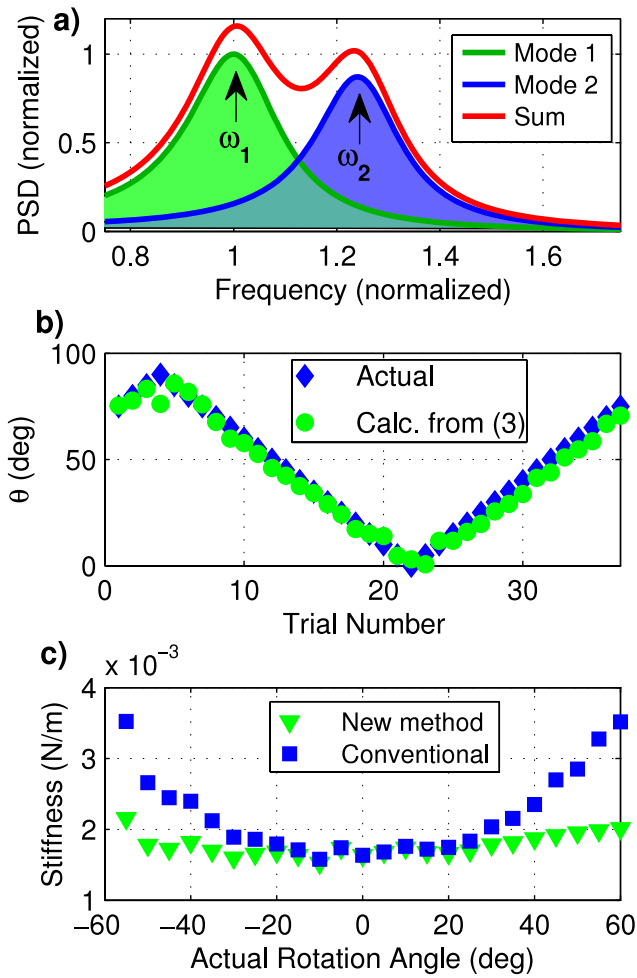 a)
PSD (normalized)
1
0.5
0
Mode 1
Mode 2
Sum
ω1
ω2
0.8 1 1.2 1.4 1.6
Frequency (normalized)
b)
θ (deg)
100
50
0
Actual
Calc. from (3)
0 10 20 30
Trial Number
c)
x 10−3
Stiffness (N/m)
4
3
2
1
New method
Conventional
−60 −40 −20 0 20 40 60
Actual Rotation Angle (deg)